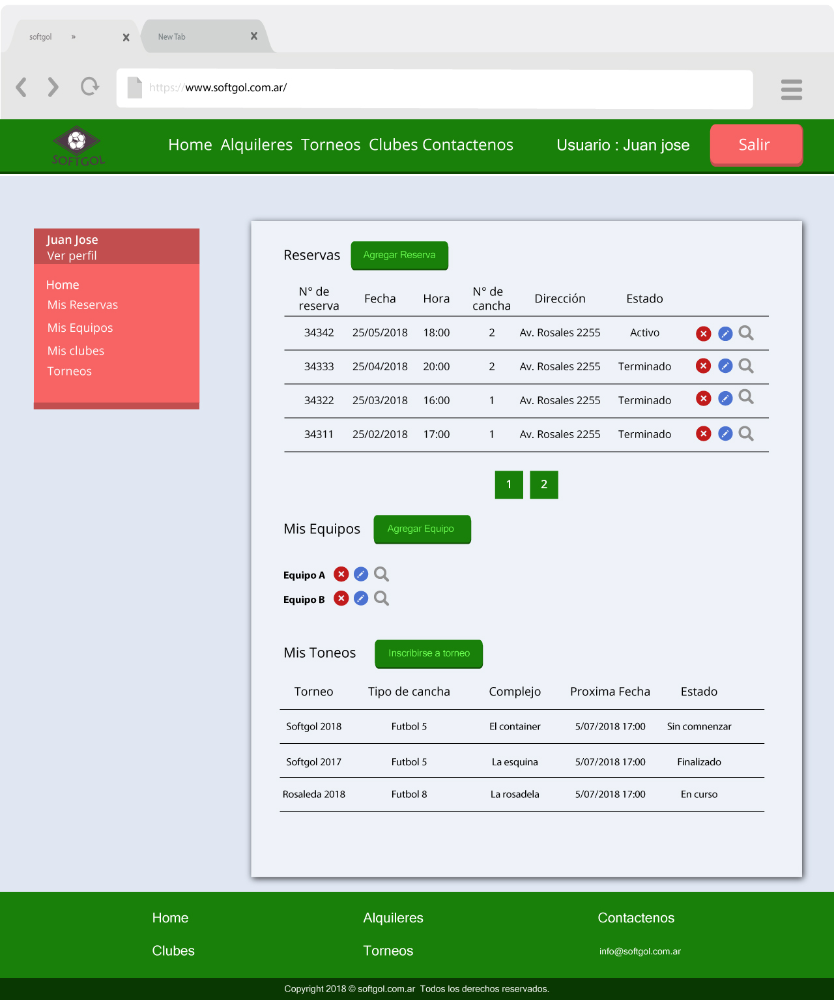 softgol » x New Tab x
https://www.softgol.com.ar/
SOFTGOL
Home Alquileres Torneos Clubes Contactenos Usuario : Juan jose Salir
Juan Jose
Ver perfil
Home
Mis Reservas
Mis Equipos
Mis clubes
Torneos
Reservas Agregar Reserva
N° de reserva Fecha Hora N° de cancha Dirección Estado
34342 25/05/2018 18:00 2 Av. Rosales 2255 Activo
34333 25/04/2018 20:00 2 Av. Rosales 2255 Terminado
34322 25/03/2018 16:00 1 Av. Rosales 2255 Terminado
34311 25/02/2018 17:00 1 Av. Rosales 2255 Terminado
1 2
Mis Equipos Agregar Equipo
Equipo A
Equipo B
Mis Toneos Inscribirse a torneo
Torneo Tipo de cancha Complejo Proxima Fecha Estado
Softgol 2018 Futbol 5 El container 5/07/2018 17:00 Sin comnenzar
Softgol 2017 Futbol 5 La esquina 5/07/2018 17:00 Finalizado
Rosaleda 2018 Futbol 8 La rosadela 5/07/2018 17:00 En curso
Home Alquileres Contactenos
Clubes Torneos info@softgol.com.ar
Copyright 2018 © softgol.com.ar Todos los derechos reservados.